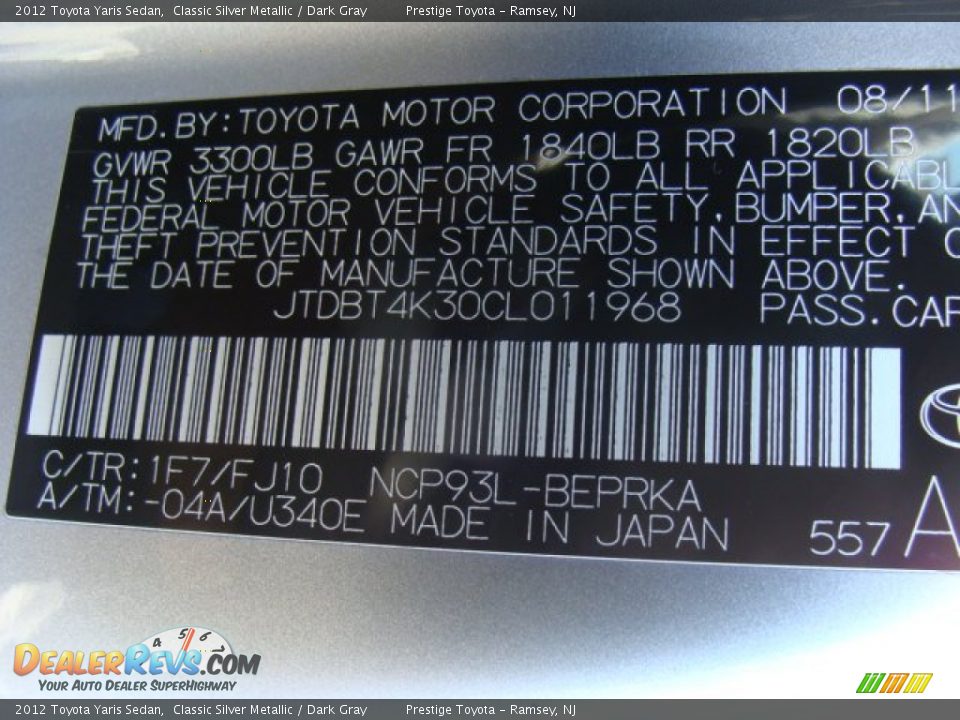 2012 Toyota Yaris Sedan, Classic Silver Metallic / Dark Gray Prestige Toyota - Ramsey, NJ
MFD. BY: TOYOTA MOTOR CORPORATION 08/11
GVWR 3300LB GAWR FR 1840LB RR 1820LB
THIS VEHICLE CONFORMS TO ALL
FEDERAL MOTOR VEHICLE SAFETY, BUMPER,
THEFT PREVENTION STANDARDS IN EFFECT
THE DATE OF MANUFACTURE SHOWN ABOVE.
JTDBT4K30CL011968 PASS.
C/TR: 1F7/FJ10 NCP93L-BEPRKA
A/TM: -04A/U340E MADE IN JAPAN 557 A
4 5 6
DEALERREVS.COM
YOUR AUTO DEALER SUPERHIGHWAY
2012 Toyota Yaris Sedan, Classic Silver Metallic / Dark Gray Prestige Toyota - Ramsey, NJ